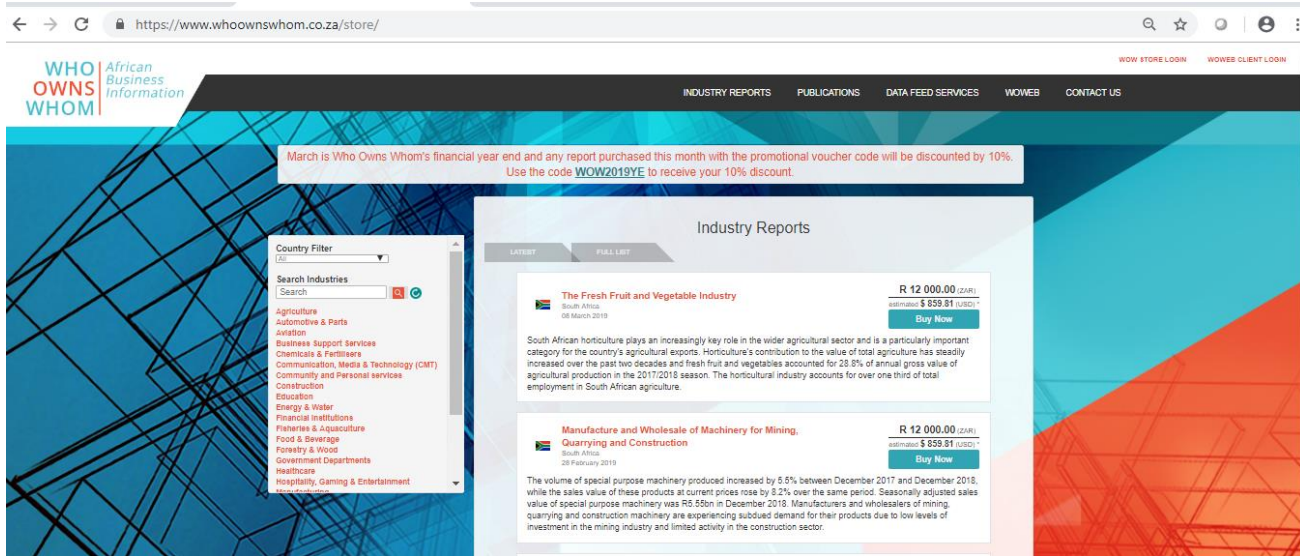 https://www.whoownswhom.co.za/store/
WOW STORE LOGIN WOWEB CLIENT LOGIN
WHO OWNS WHOM
African Business Information
INDUSTRY REPORTS PUBLICATIONS DATA FEED SERVICES WOWEB CONTACT US
March is Who Owns Whom's financial year end and any report purchased this month with the promotional voucher code will be discounted by 10%.
Use the code WOW2019YE to receive your 10% discount.
Country Filter
All
Search Industries
Search
Agriculture
Automotive & Parts
Aviation
Business Support Services
Chemicals & Fertilisers
Communication, Media & Technology (CMT)
Community and Personal services
Construction
Education
Energy & Water
Financial Institutions
Fisheries & Aquaculture
Food & Beverage
Forestry & Wood
Government Departments
Healthcare
Hospitality, Gaming & Entertainment
Manufacturing
Industry Reports
LATEST FULL LIST
The Fresh Fruit and Vegetable Industry
South Africa
08 March 2019
R 12 000.00 (ZAR)
estimated $ 859.81 (USD) *
Buy Now
South African horticulture plays an increasingly key role in the wider agricultural sector and is a particularly important
category for the country's agricultural exports. Horticulture's contribution to the value of total agriculture has steadily
increased over the past two decades and fresh fruit and vegetables accounted for 28.8% of annual gross value of
agricultural production in the 2017/2018 season. The horticultural industry accounts for over one third of total
employment in South African agriculture.
Manufacture and Wholesale of Machinery for Mining,
Quarrying and Construction
South Africa
28 February 2019
R 12 000.00 (ZAR)
estimated $ 859.81 (USD) *
Buy Now
The volume of special purpose machinery produced increased by 5.5% between December 2017 and December 2018,
while the sales value of these products at current prices rose by 8.2% over the same period. Seasonally adjusted sales
value of special purpose machinery was R5.55bn in December 2018. Manufacturers and wholesalers of mining,
quarrying and construction machinery are experiencing subdued demand for their products due to low levels of
investment in the mining industry and limited activity in the construction sector.